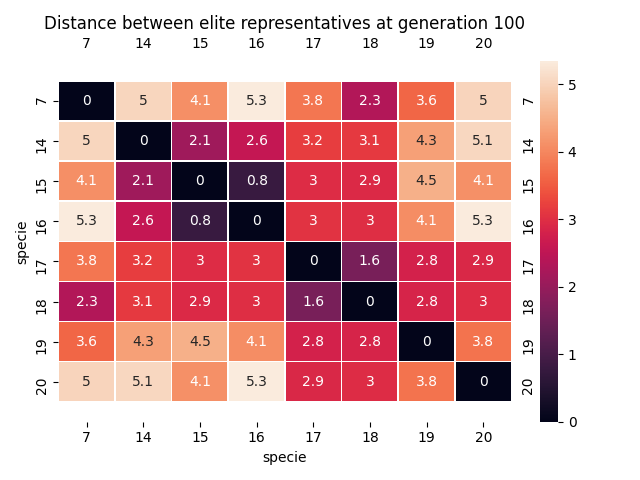 Distance between elite representatives at generation 100
7 14 15 16 17 18 19 20
7 0 5 4.1 5.3 3.8 2.3 3.6 5 7
14 5 0 2.1 2.6 3.2 3.1 4.3 5.1 14
15 4.1 2.1 0 0.8 3 2.9 4.5 4.1 15
16 5.3 2.6 0.8 0 3 3 4.1 5.3 16
17 3.8 3.2 3 3 0 1.6 2.8 2.9 17
18 2.3 3.1 2.9 3 1.6 0 2.8 3 18
19 3.6 4.3 4.5 4.1 2.8 2.8 0 3.8 19
20 5 5.1 4.1 5.3 2.9 3 3.8 0 20
7 14 15 16 17 18 19 20
specie
specie
5
4
3
2
1
0